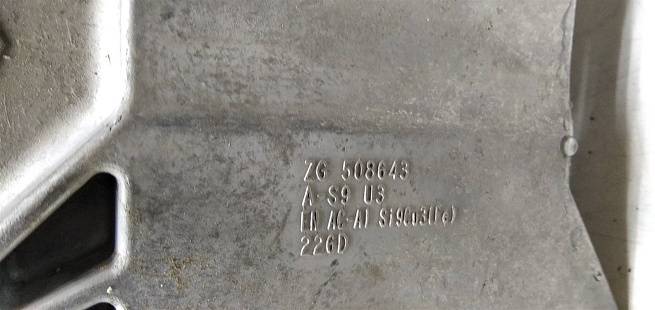 ZG 508643
A-S9 U3
EN AC-Al Si9Cu3(Fe)
226D